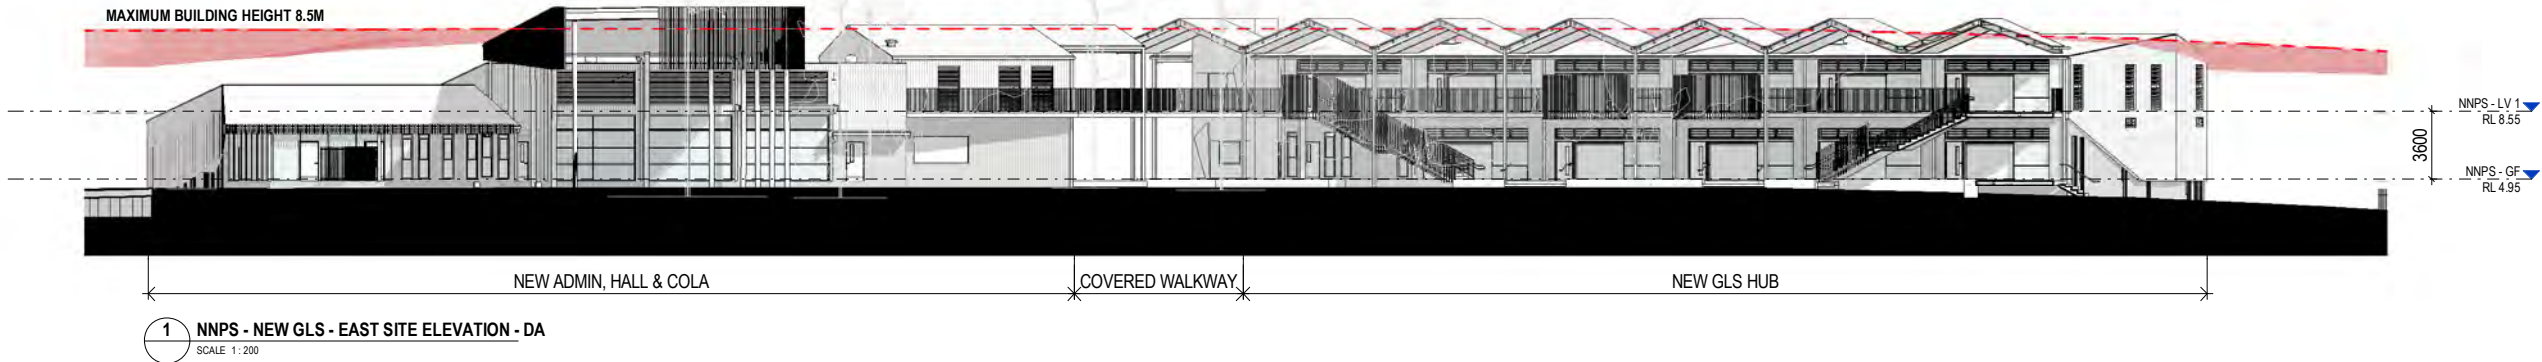 MAXIMUM BUILDING HEIGHT 8.5M
NNPS - LV 1
RL 8.55
3600
NNPS - GF
RL 4.95
NEW ADMIN, HALL & COLA
COVERED WALKWAY
NEW GLS HUB
1
NNPS - NEW GLS - EAST SITE ELEVATION - DA
SCALE 1 : 200